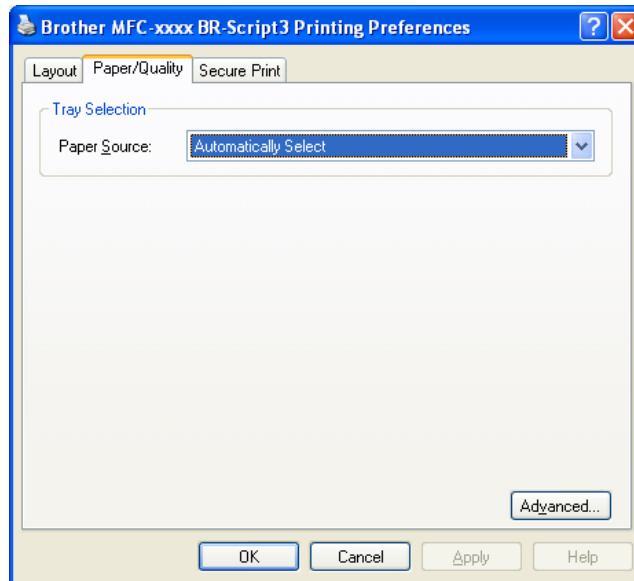 Brother MFC-xxxx BR-Script3 Printing Preferences
Layout Paper/Quality Secure Print
Tray Selection
Paper Source: Automatically Select
Advanced...
OK Cancel Apply Help